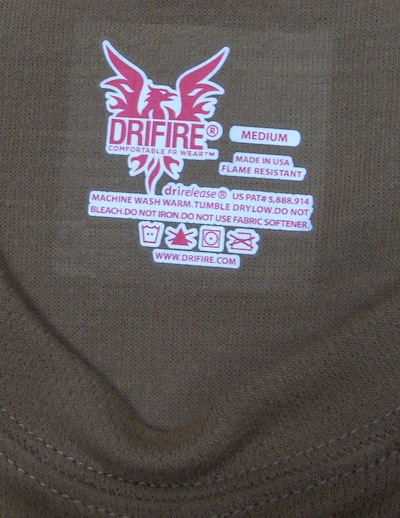 DRIFIRE®
COMFORTABLE FR WEAR™
MEDIUM
MADE IN USA
FLAME RESISTANT
drirelease® US PAT# 5,888,914
MACHINE WASH WARM.TUMBLE DRY LOW.DO NOT
BLEACH.DO NOT IRON.DO NOT USE FABRIC SOFTENER.
WWW.DRIFIRE.COM